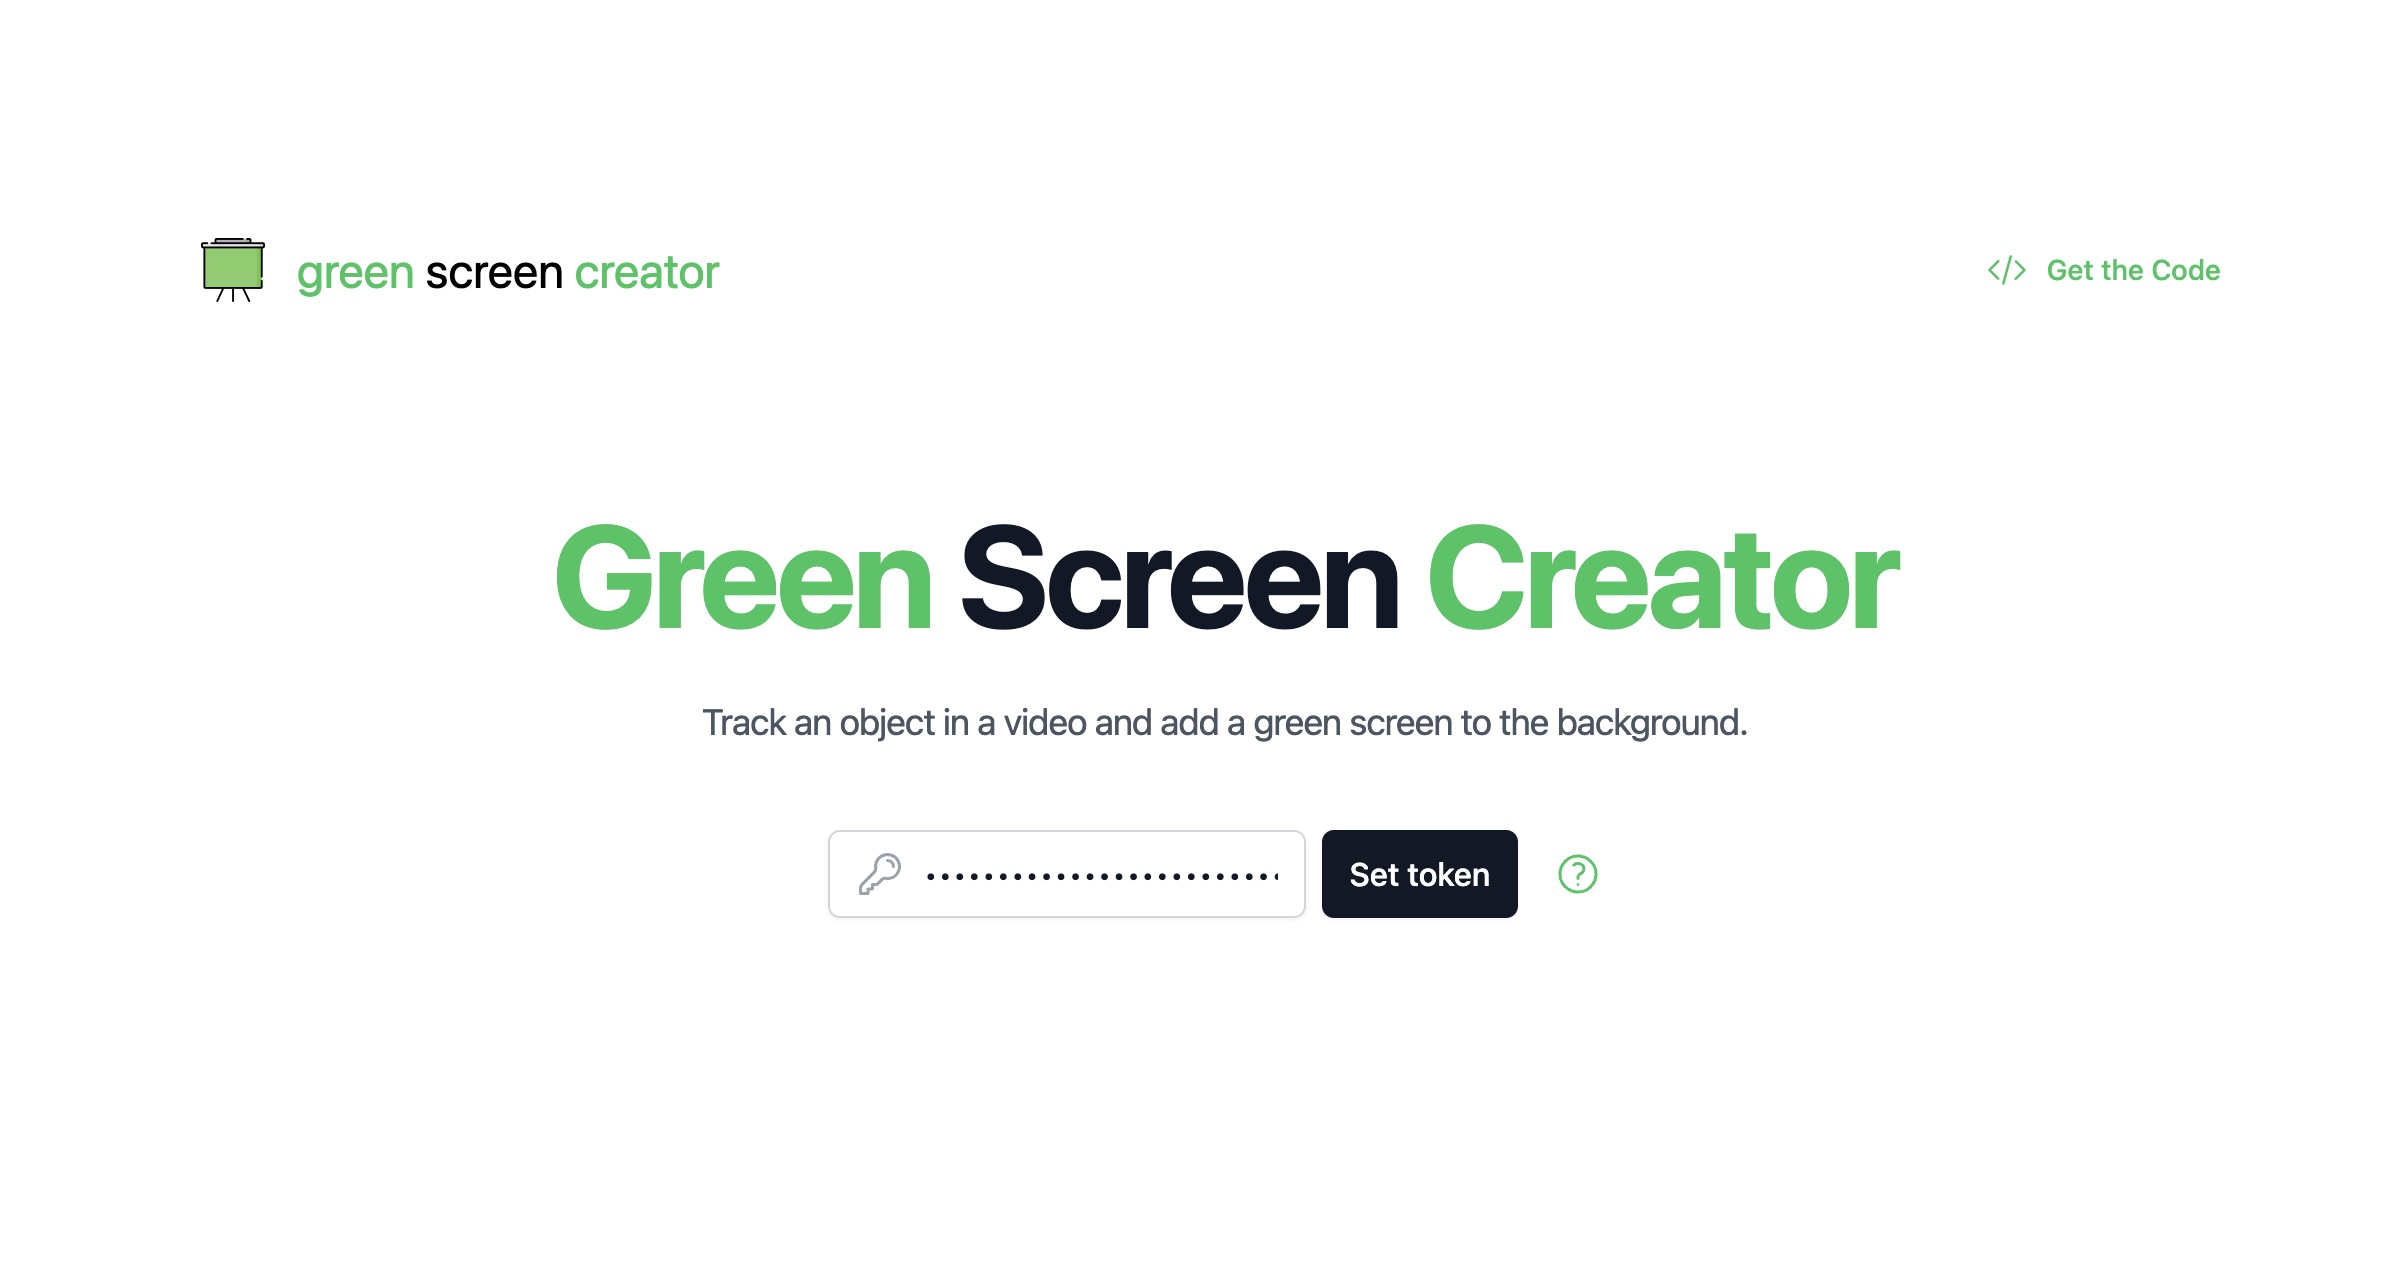 green screen creator
</> Get the Code
Green Screen Creator
Track an object in a video and add a green screen to the background.
Set token
?